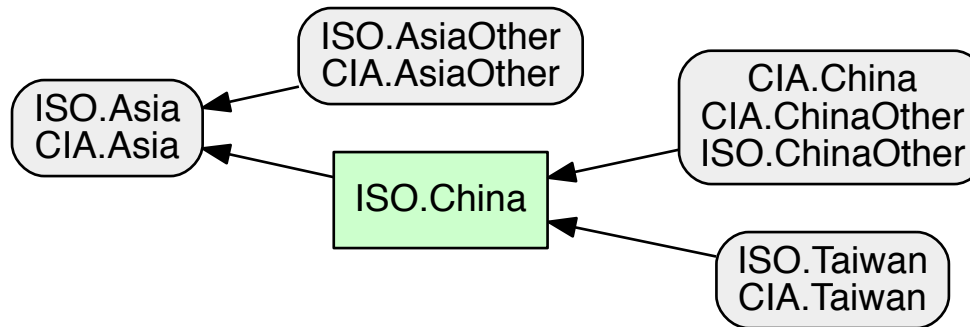 ISO.AsiaOther
CIA.AsiaOther
ISO.Asia
CIA.Asia
CIA.China
CIA.ChinaOther
ISO.ChinaOther
ISO.China
ISO.Taiwan
CIA.Taiwan